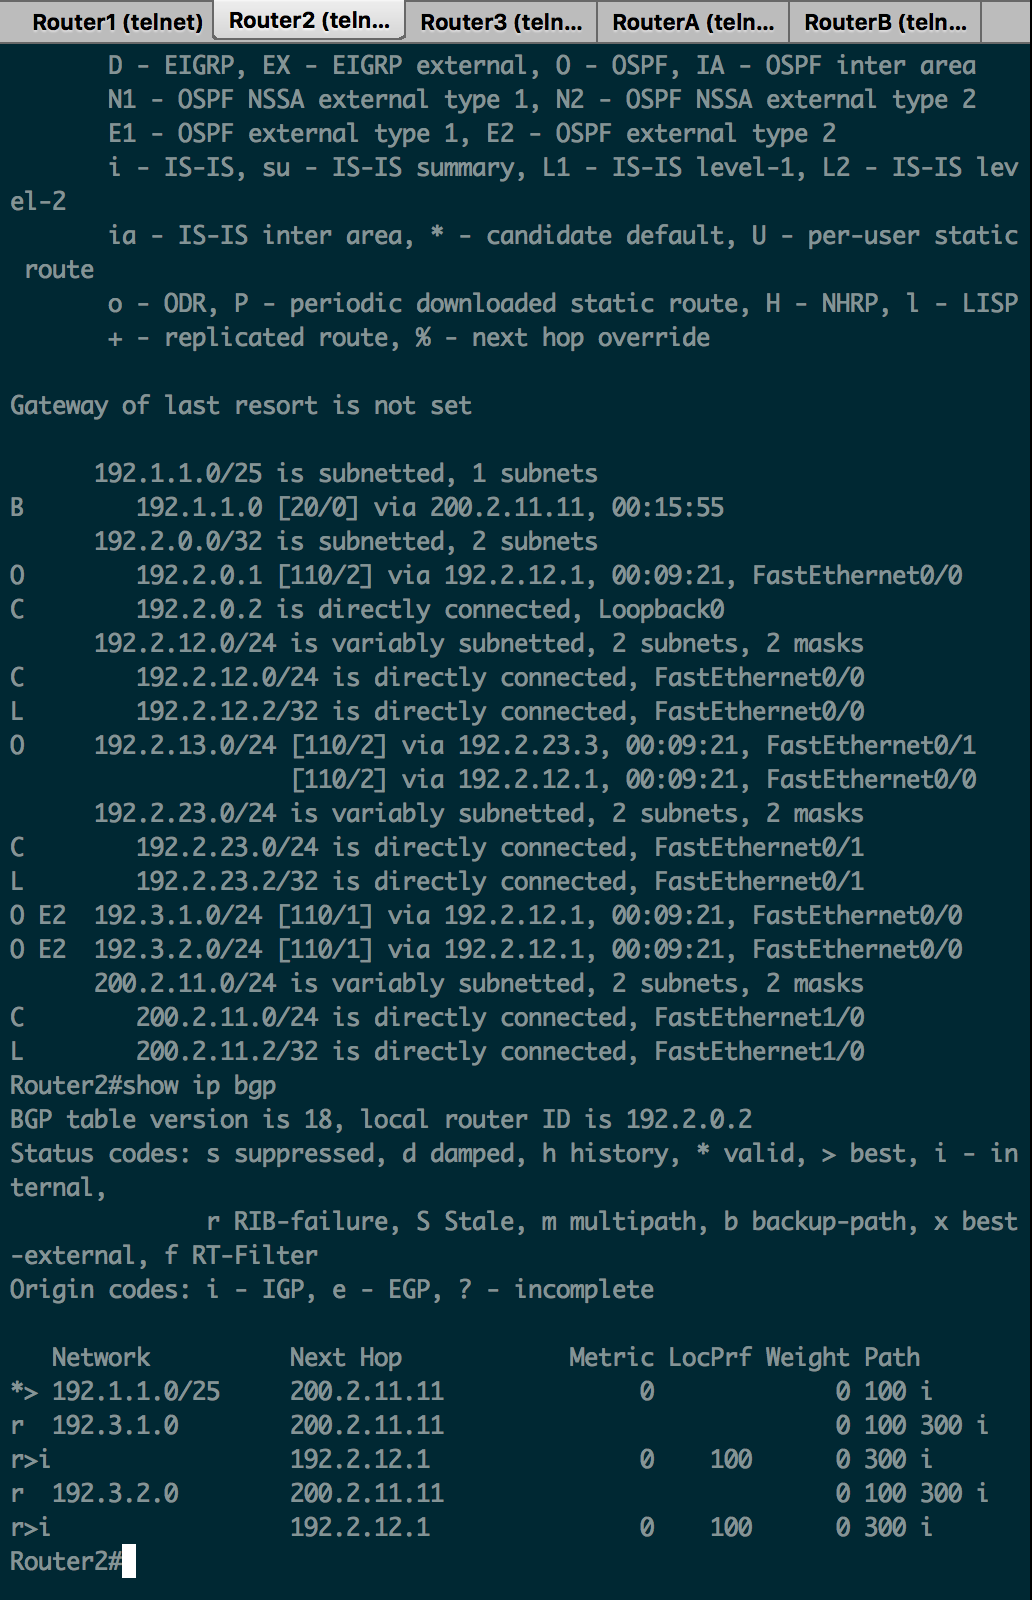 Router1 (telnet) Router2 (teln... Router3 (teln... RouterA (teln... RouterB (teln...
D - EIGRP, EX - EIGRP external, O - OSPF, IA - OSPF inter area
N1 - OSPF NSSA external type 1, N2 - OSPF NSSA external type 2
E1 - OSPF external type 1, E2 - OSPF external type 2
i - IS-IS, su - IS-IS summary, L1 - IS-IS level-1, L2 - IS-IS lev
el-2
ia - IS-IS inter area, * - candidate default, U - per-user static
route
o - ODR, P - periodic downloaded static route, H - NHRP, l - LISP
+ - replicated route, % - next hop override
Gateway of last resort is not set
192.1.1.0/25 is subnetted, 1 subnets
B 192.1.1.0 [20/0] via 200.2.11.11, 00:15:55
192.2.0.0/32 is subnetted, 2 subnets
O 192.2.0.1 [110/2] via 192.2.12.1, 00:09:21, FastEthernet0/0
C 192.2.0.2 is directly connected, Loopback0
192.2.12.0/24 is variably subnetted, 2 subnets, 2 masks
C 192.2.12.0/24 is directly connected, FastEthernet0/0
L 192.2.12.2/32 is directly connected, FastEthernet0/0
O 192.2.13.0/24 [110/2] via 192.2.23.3, 00:09:21, FastEthernet0/1
[110/2] via 192.2.12.1, 00:09:21, FastEthernet0/0
192.2.23.0/24 is variably subnetted, 2 subnets, 2 masks
C 192.2.23.0/24 is directly connected, FastEthernet0/1
L 192.2.23.2/32 is directly connected, FastEthernet0/1
O E2 192.3.1.0/24 [110/1] via 192.2.12.1, 00:09:21, FastEthernet0/0
O E2 192.3.2.0/24 [110/1] via 192.2.12.1, 00:09:21, FastEthernet0/0
200.2.11.0/24 is variably subnetted, 2 subnets, 2 masks
C 200.2.11.0/24 is directly connected, FastEthernet1/0
L 200.2.11.2/32 is directly connected, FastEthernet1/0
Router2#show ip bgp
BGP table version is 18, local router ID is 192.2.0.2
Status codes: s suppressed, d damped, h history, * valid, > best, i - in
ternal,
r RIB-failure, S Stale, m multipath, b backup-path, x best
-external, f RT-Filter
Origin codes: i - IGP, e - EGP, ? - incomplete
Network Next Hop Metric LocPrf Weight Path
*> 192.1.1.0/25 200.2.11.11 0 0 100 i
r 192.3.1.0 200.2.11.11 0 100 300 i
r>i 192.2.12.1 0 100 0 300 i
r 192.3.2.0 200.2.11.11 0 100 300 i
r>i 192.2.12.1 0 100 0 300 i
Router2#